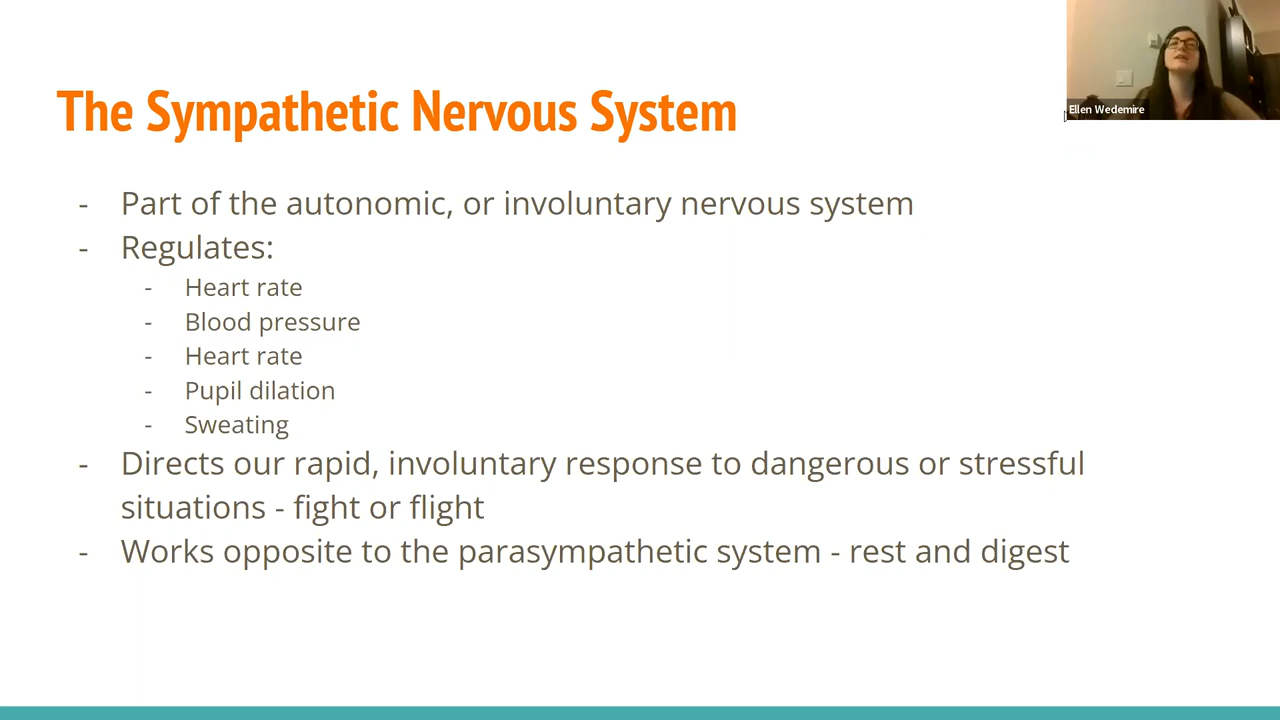 The Sympathetic Nervous System
Ellen Wedemire
- Part of the autonomic, or involuntary nervous system
- Regulates:
- Heart rate
- Blood pressure
- Heart rate
- Pupil dilation
- Sweating
- Directs our rapid, involuntary response to dangerous or stressful
situations - fight or flight
- Works opposite to the parasympathetic system - rest and digest